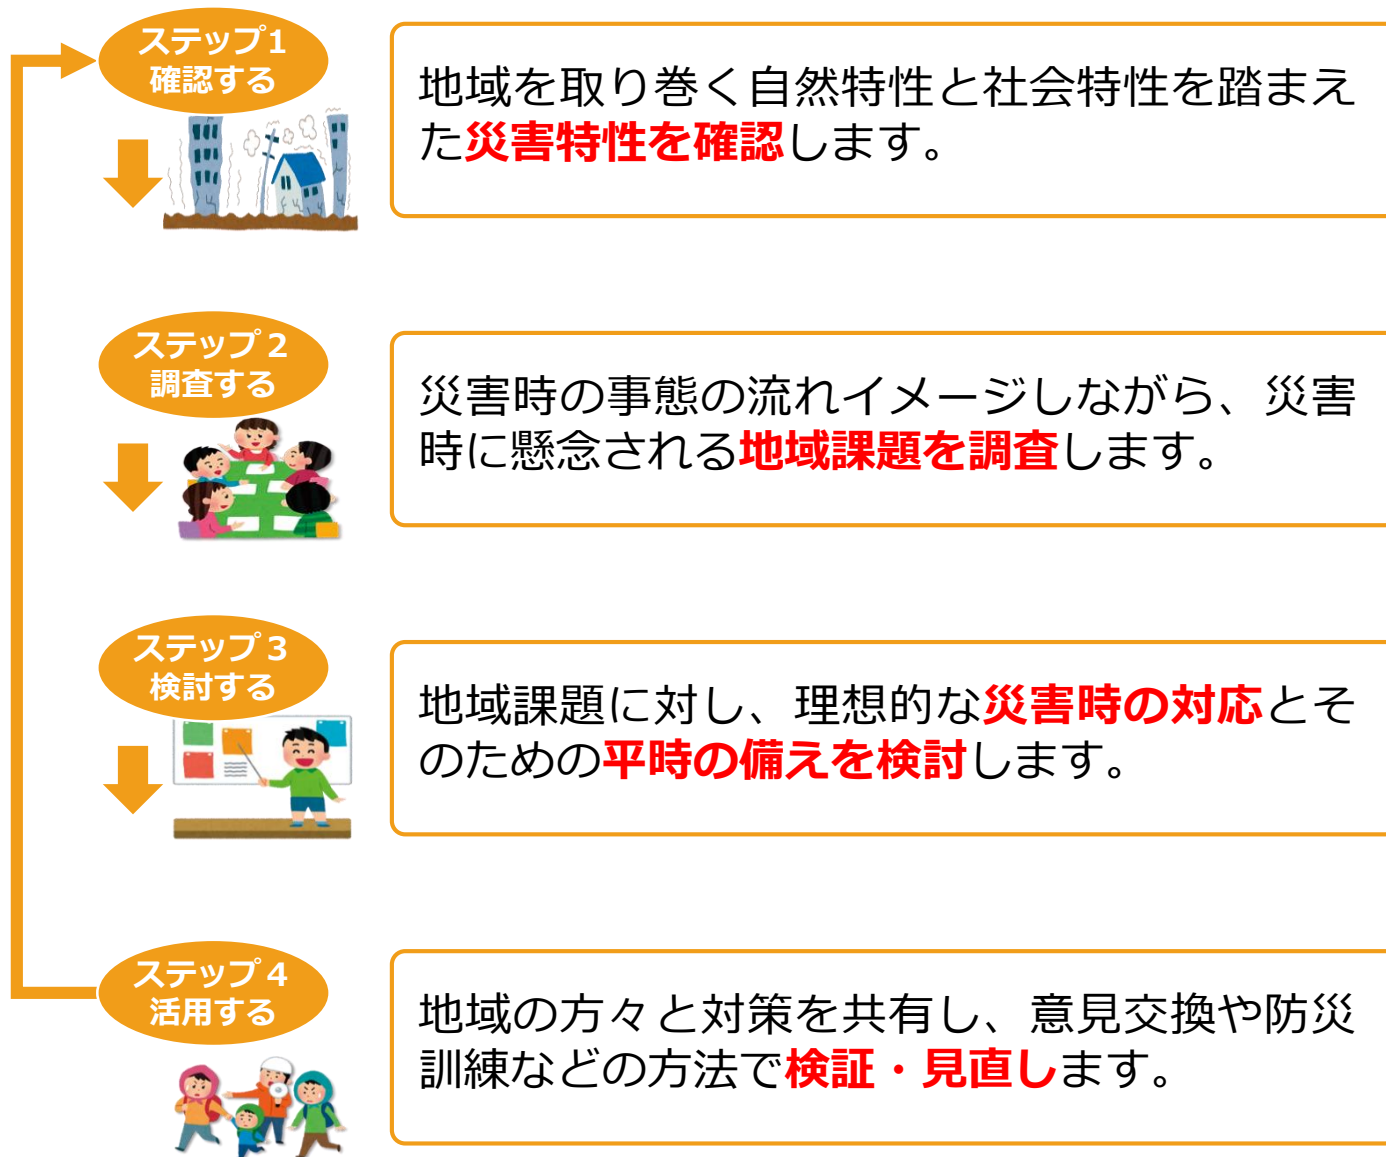 ステップ1
確認する
地域を取り巻く自然特性と社会特性を踏まえ
た災害特性を確認します。
ステップ２
調査する
災害時の事態の流れイメージしながら、災害
時に懸念される地域課題を調査します。
ステップ３
検討する
地域課題に対し、理想的な災害時の対応とそ
のための平時の備えを検討します。
ステップ４
活用する
地域の方々と対策を共有し、意見交換や防災
訓練などの方法で検証・見直します。